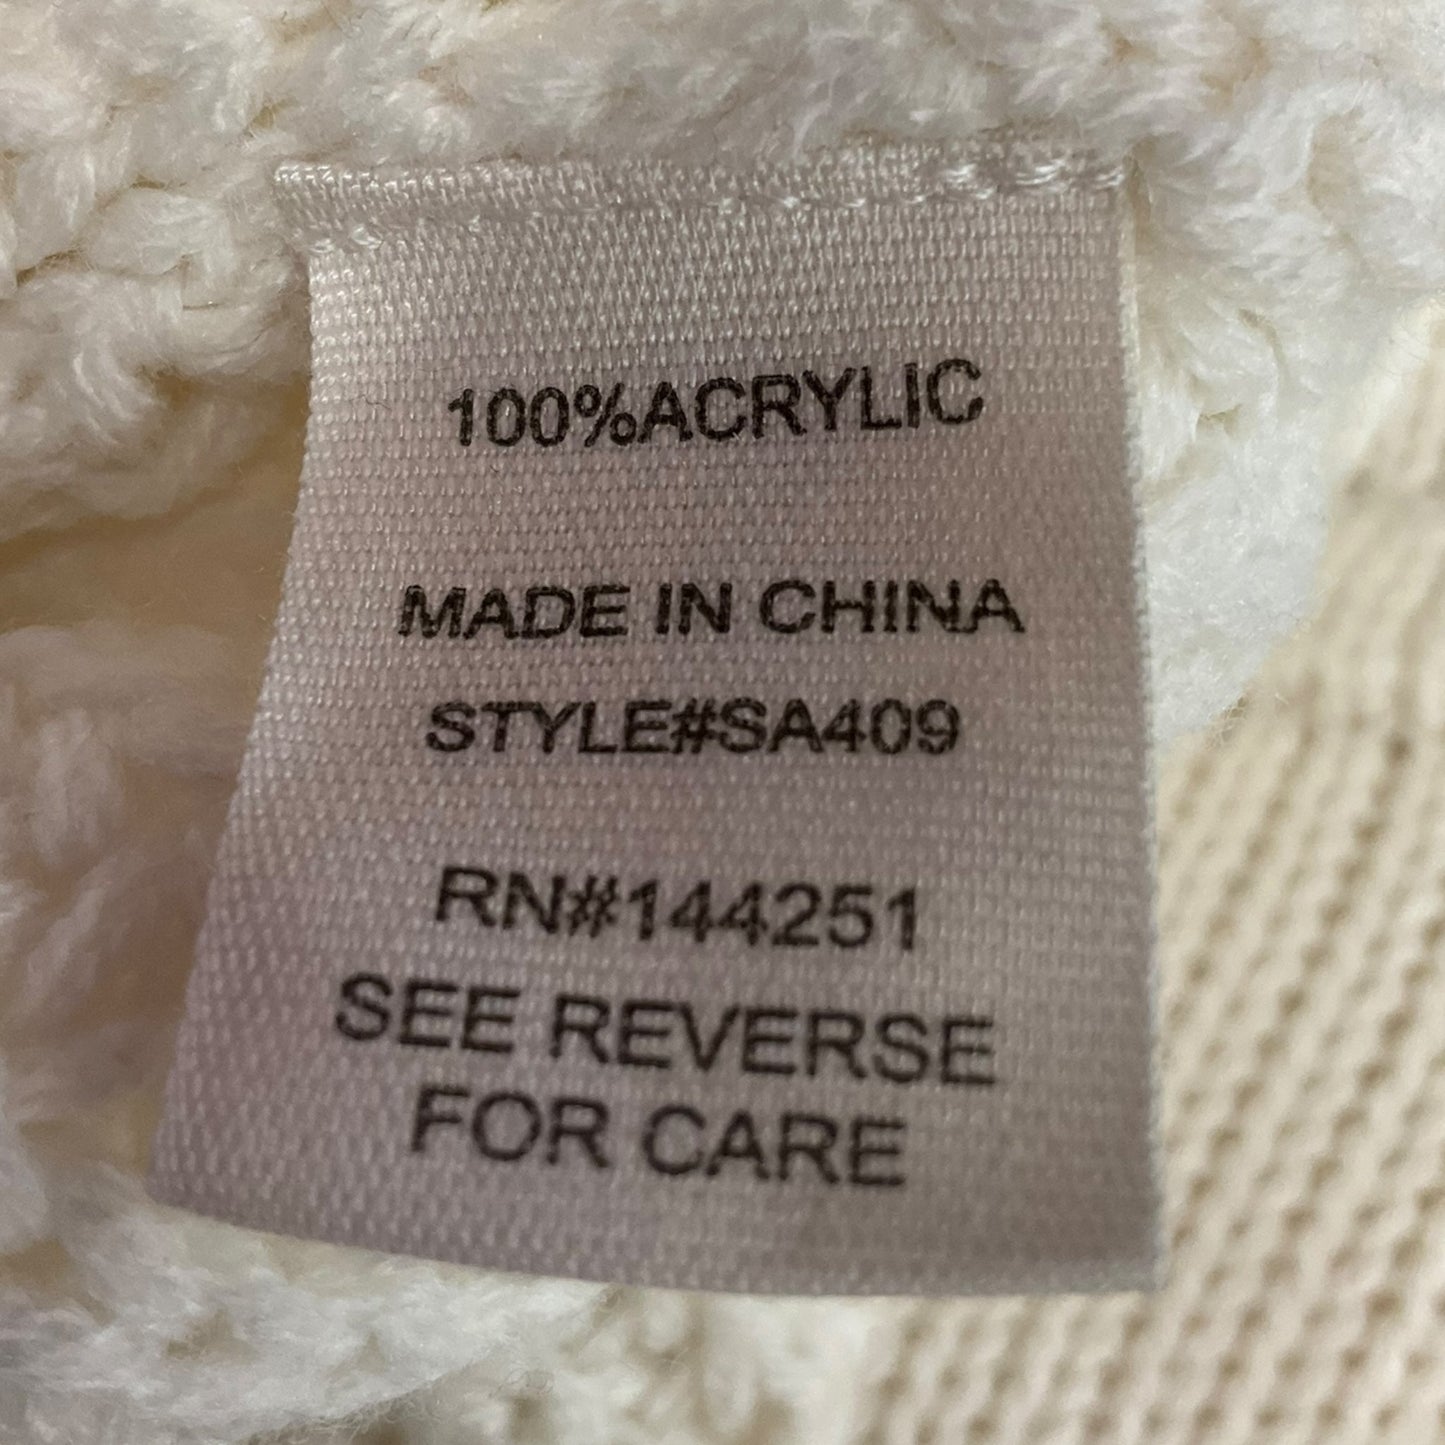 100%ACRYLIC
MADE IN CHINA
STYLE#SA409
RN#144251
SEE REVERSE
FOR CARE